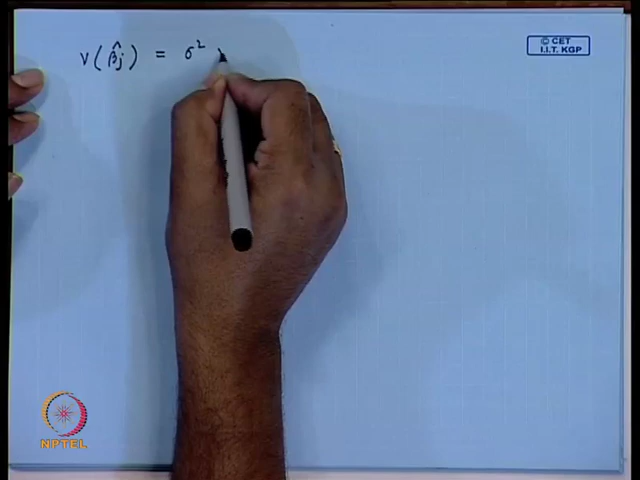 V(β̂j) = σ²
© CET
I.I.T. KGP
NPTEL